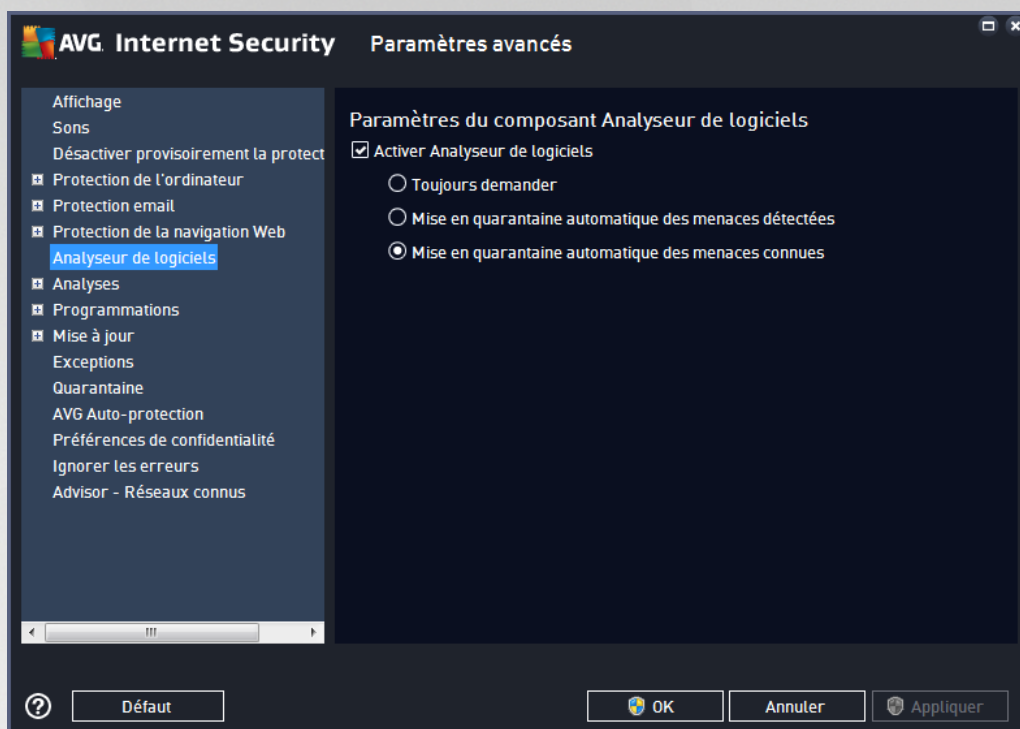 AVG. Internet Security
Paramètres avancés
Affichage
Sons
Désactiver provisoirement la protect
Protection de l'ordinateur
Protection email
Protection de la navigation Web
Analyseur de logiciels
Analyses
Programmations
Mise à jour
Exceptions
Quarantaine
AVG Auto-protection
Préférences de confidentialité
Ignorer les erreurs
Advisor - Réseaux connus
Paramètres du composant Analyseur de logiciels
Activer Analyseur de logiciels
Toujours demander
Mise en quarantaine automatique des menaces détectées
Mise en quarantaine automatique des menaces connues
?
Défaut
OK
Annuler
Appliquer